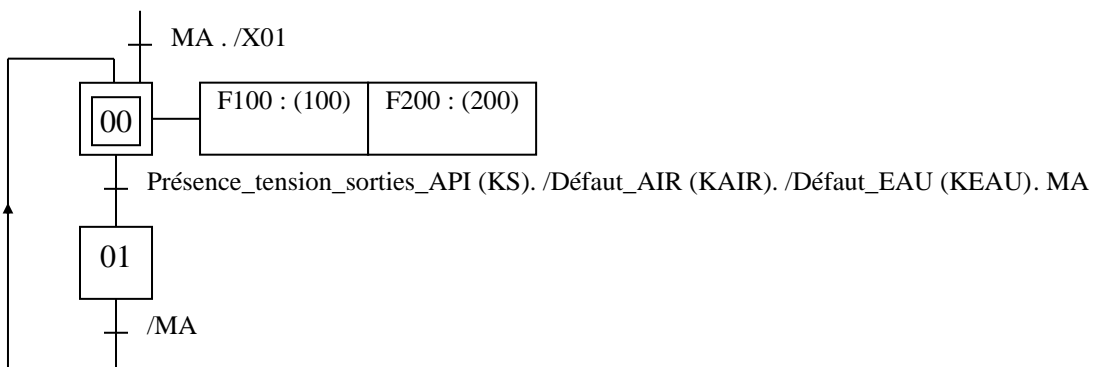 MA . /X01
00
F100 : (100) F200 : (200)
Présence_tension_sorties_API (KS). /Défaut_AIR (KAIR). /Défaut_EAU (KEAU). MA
01
/MA